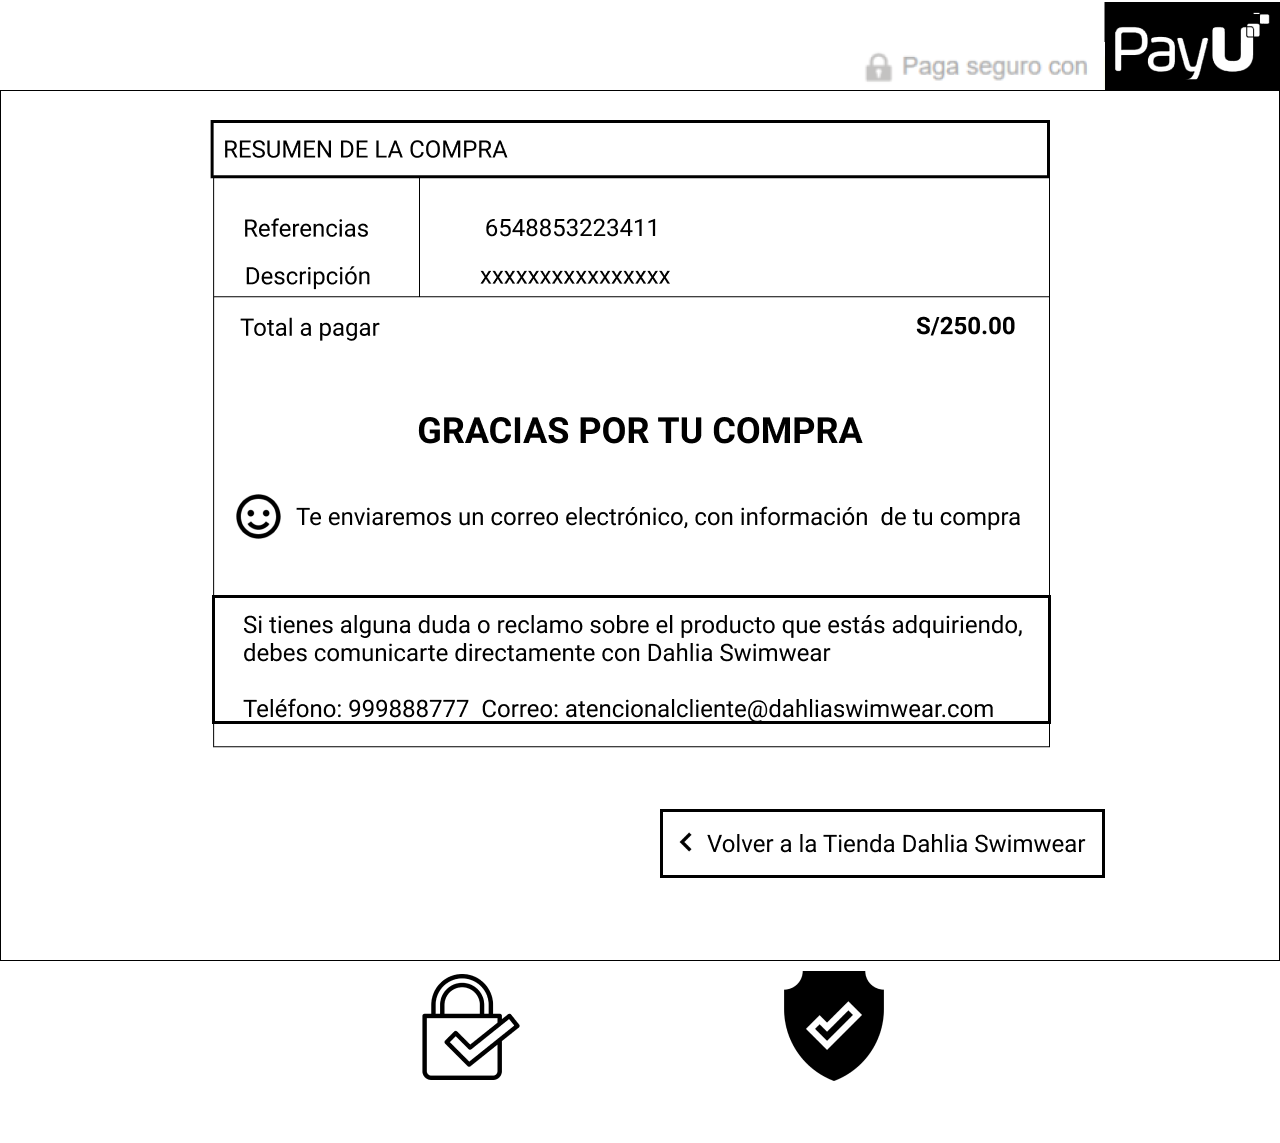 Paga seguro con PayU
RESUMEN DE LA COMPRA
Referencias 6548853223411
Descripción xxxxxxxxxxxxxxxx
Total a pagar S/250.00
GRACIAS POR TU COMPRA
Te enviaremos un correo electrónico, con información  de tu compra
Si tienes alguna duda o reclamo sobre el producto que estás adquiriendo,
debes comunicarte directamente con Dahlia Swimwear
Teléfono: 999888777  Correo: atencionalcliente@dahliaswimwear.com
Volver a la Tienda Dahlia Swimwear